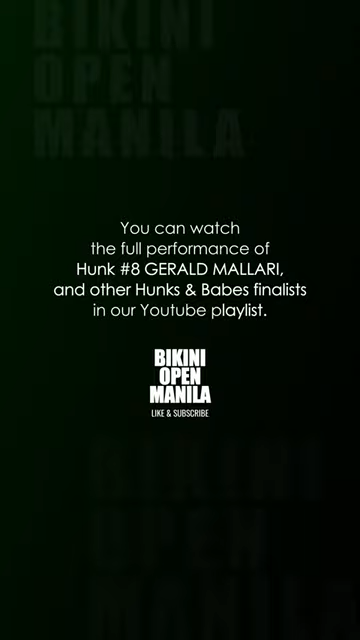 BIKINI
OPEN
MANILA
You can watch
the full performance of
Hunk #8 GERALD MALLARI,
and other Hunks & Babes finalists
in our Youtube playlist.
BIKINI
OPEN
MANILA
LIKE & SUBSCRIBE
BIKINI
OPEN
MANILA